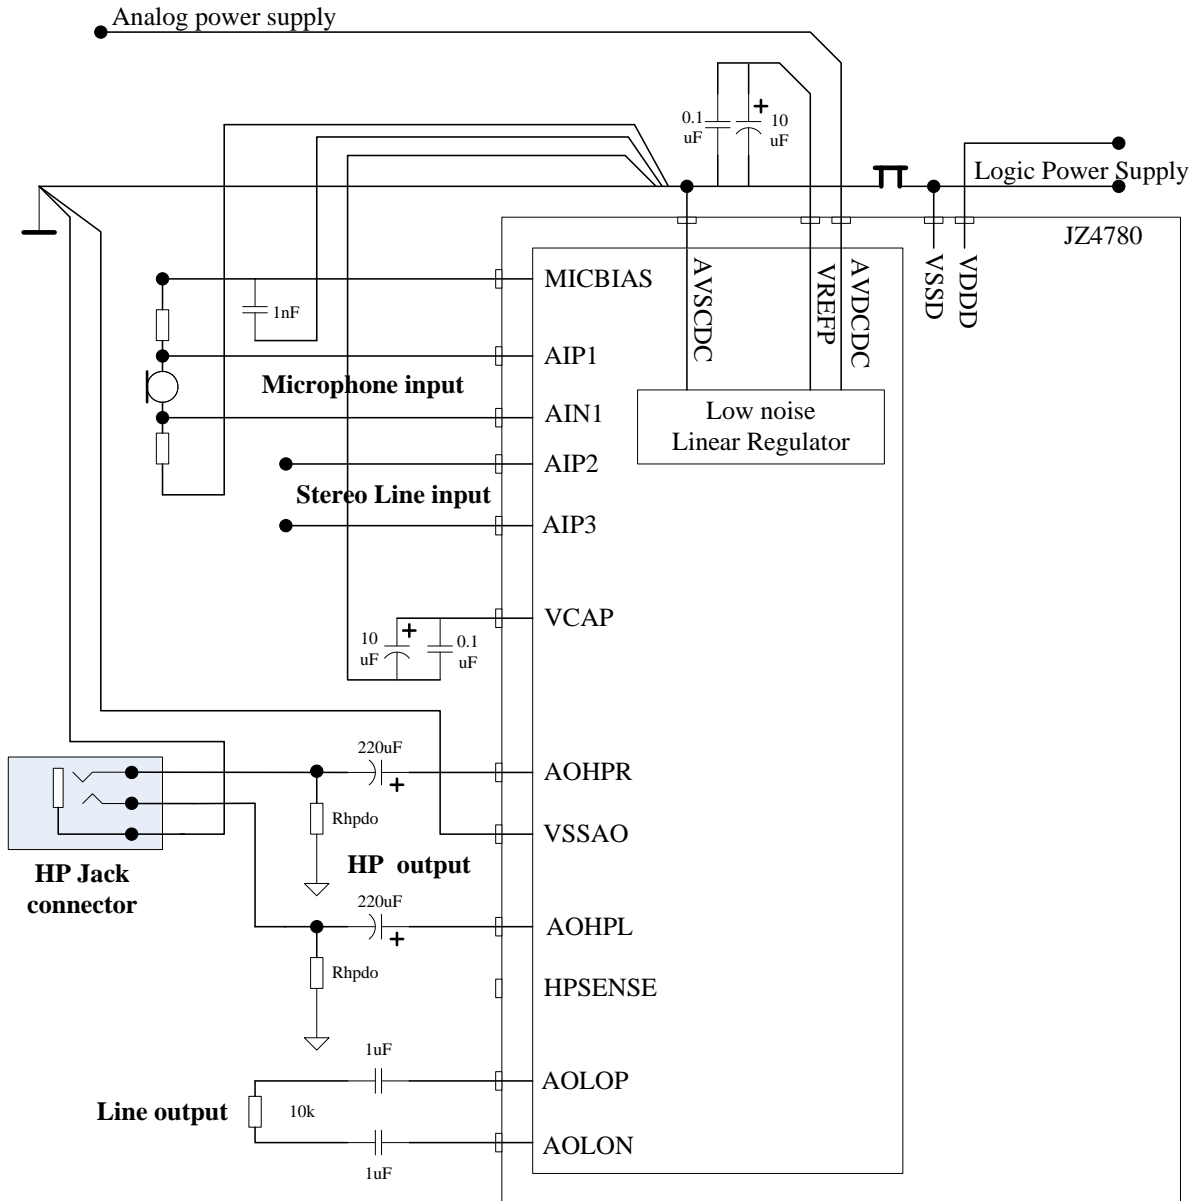 Analog power supply
0.1
uF
10
uF
Logic Power Supply
JZ4780
MICBIAS
AVSCDC
VREFP
AVDCDC
VSSD
VDDD
1nF
AIP1
Microphone input
AIN1
Low noise
Linear Regulator
AIP2
Stereo Line input
AIP3
VCAP
10
uF
0.1
uF
220uF
AOHPR
Rhpdo
VSSAO
HP output
HP Jack
connector
220uF
AOHPL
Rhpdo
HPSENSE
1uF
AOLOP
Line output
10k
AOLON
1uF